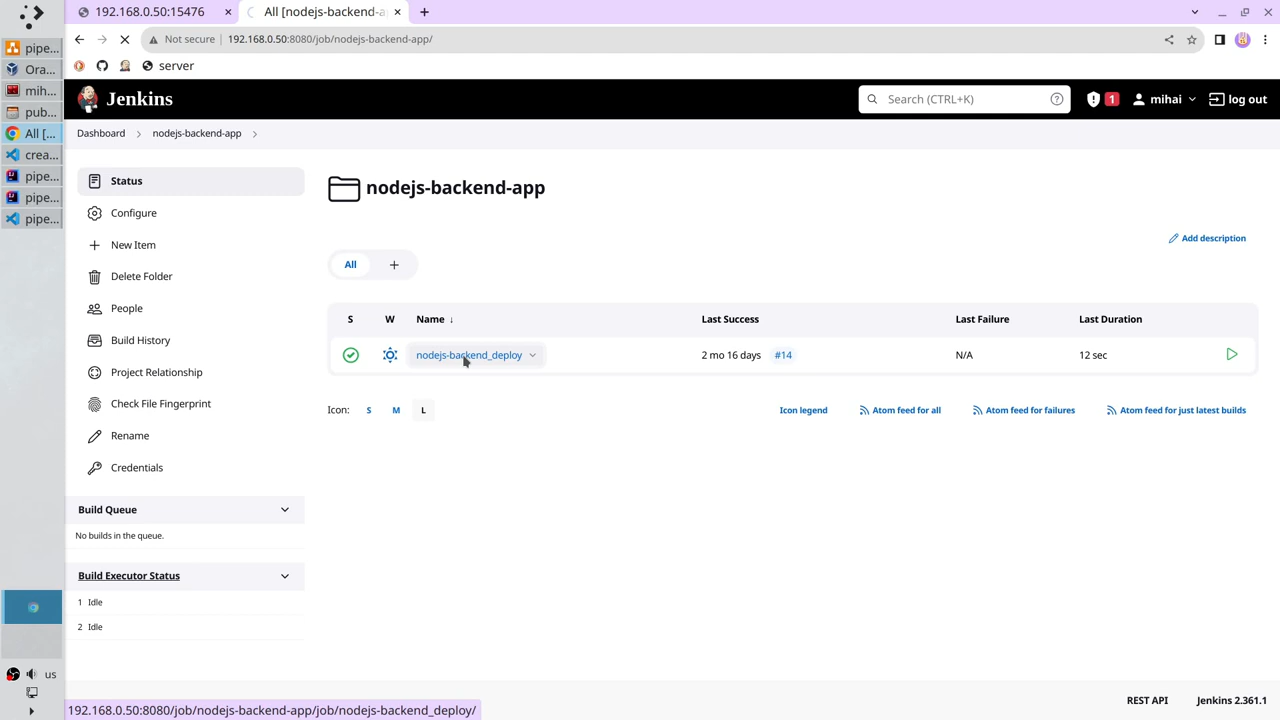 192.168.0.50:15476
All [nodejs-backend-a
Not secure
192.168.0.50:8080/job/nodejs-backend-app/
server
pipe...
Ora...
mih...
pub...
All [...
crea...
pipe...
pipe...
pipe...
us
Jenkins
Search (CTRL+K)
1
mihai
log out
Dashboard
nodejs-backend-app
Status
Configure
New Item
Delete Folder
People
Build History
Project Relationship
Check File Fingerprint
Rename
Credentials
Build Queue
No builds in the queue.
Build Executor Status
1 Idle
2 Idle
nodejs-backend-app
Add description
All
S W Name ↓ Last Success Last Failure Last Duration
nodejs-backend_deploy 2 mo 16 days #14 N/A 12 sec
Icon: S M L
Icon legend
Atom feed for all
Atom feed for failures
Atom feed for just latest builds
REST API
Jenkins 2.361.1
192.168.0.50:8080/job/nodejs-backend-app/job/nodejs-backend_deploy/